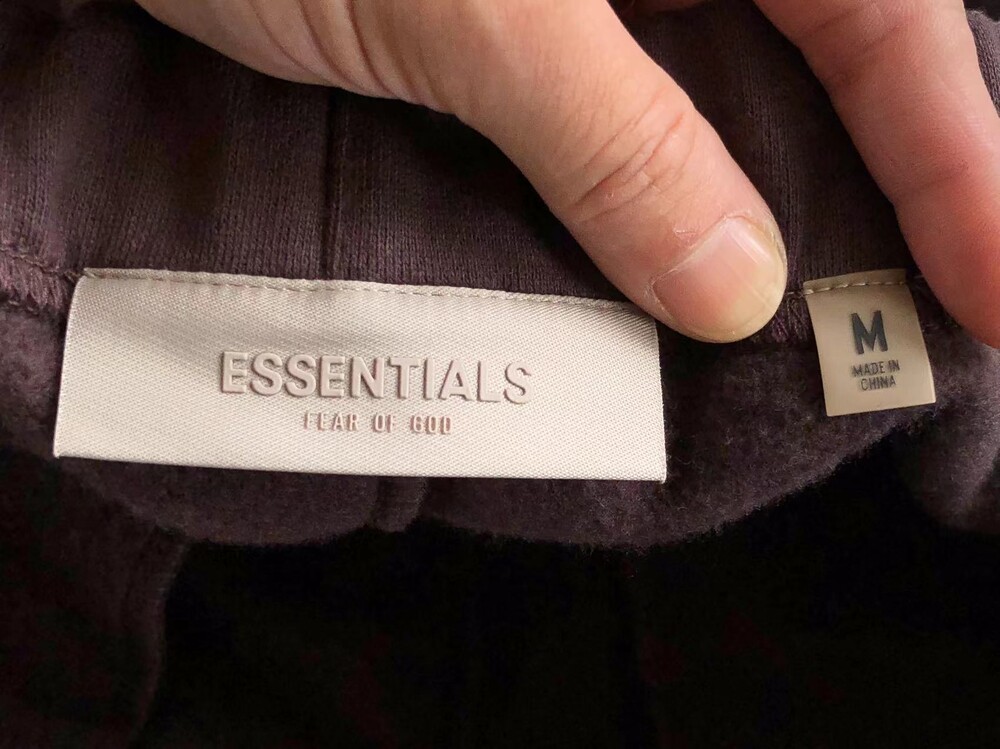 ESSENTIALS
FEAR OF GOD
M
MADE IN
CHINA